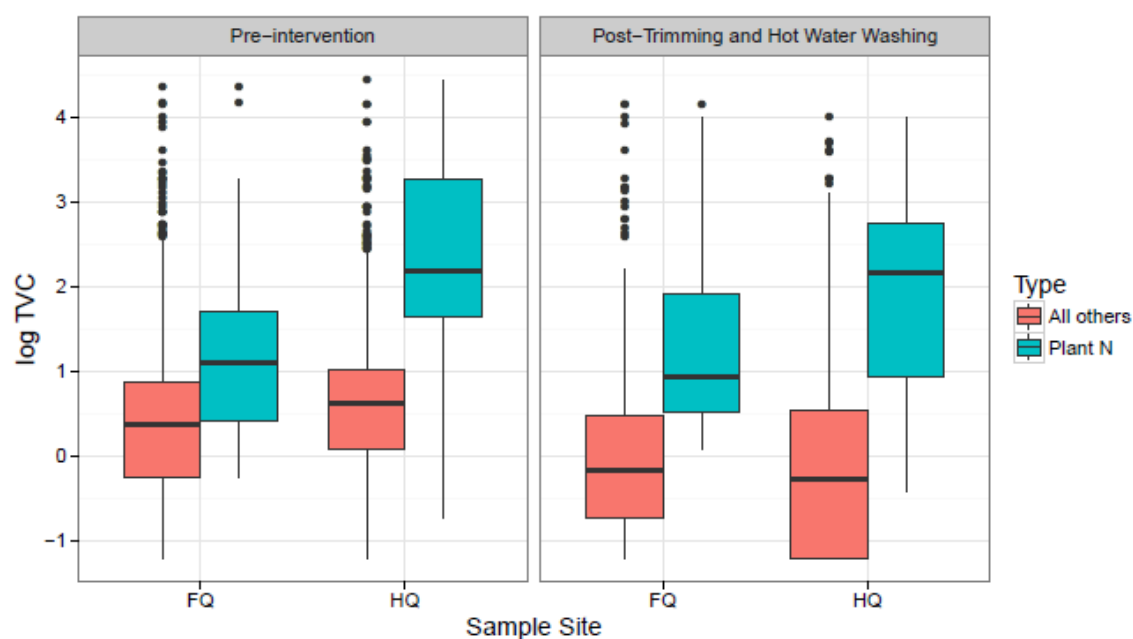 Pre−intervention
Post−Trimming and Hot Water Washing
log TVC
4
3
2
1
0
−1
FQ
HQ
FQ
HQ
Sample Site
Type
All others
Plant N